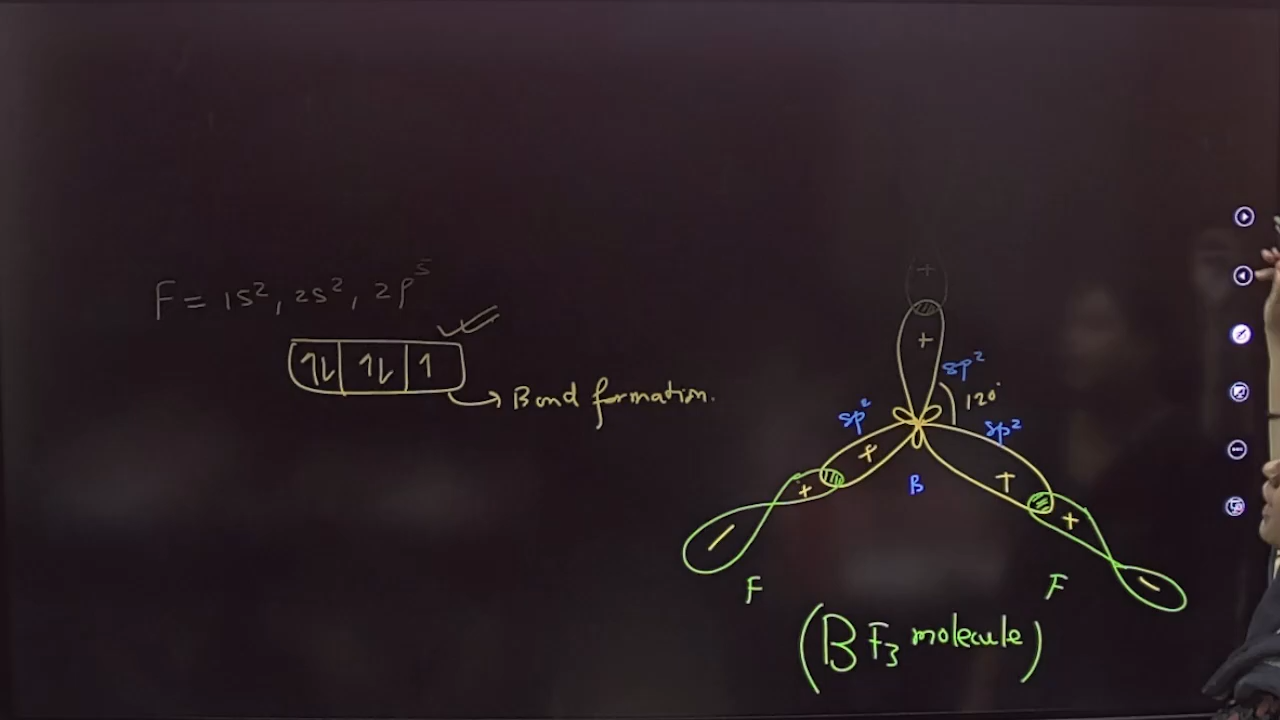 F = 1s², 2s², 2p⁵
↑↓ ↑↓ ↑
Bond formation.
+
+
sp²
120°
sp²
sp²
+
+
B
+
+
−
−
F
F
(BF₃ molecule)